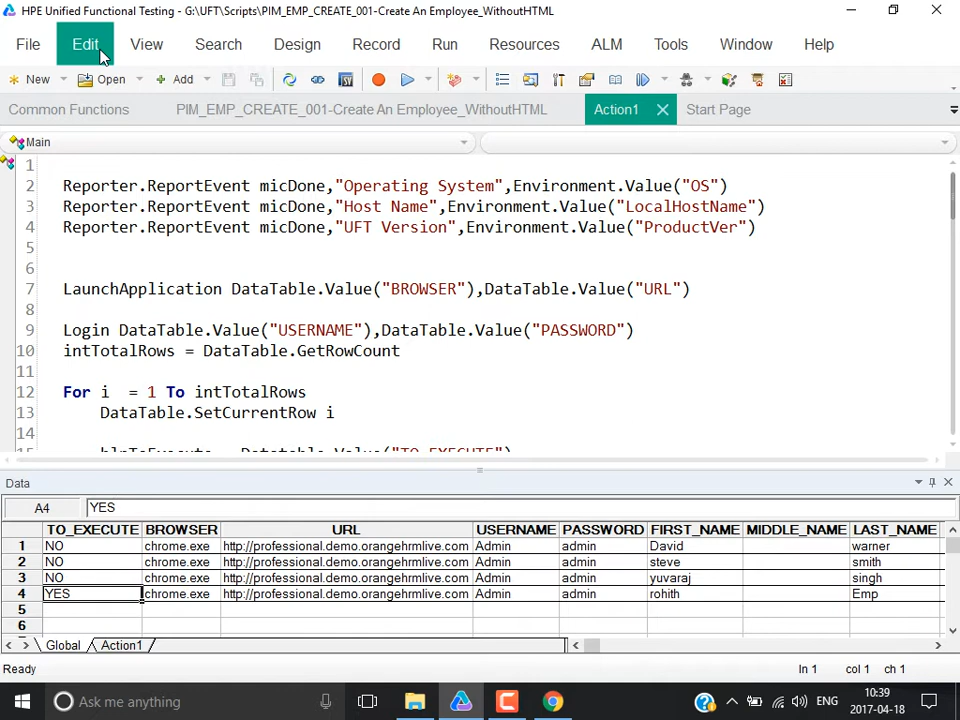 HPE Unified Functional Testing - G:\UFT\Scripts\PIM_EMP_CREATE_001-Create An Employee_WithoutHTML
File Edit View Search Design Record Run Resources ALM Tools Window Help
New Open Add
Common Functions PIM_EMP_CREATE_001-Create An Employee_WithoutHTML Action1 Start Page
Main
1
2 Reporter.ReportEvent micDone,"Operating System",Environment.Value("OS")
3 Reporter.ReportEvent micDone,"Host Name",Environment.Value("LocalHostName")
4 Reporter.ReportEvent micDone,"UFT Version",Environment.Value("ProductVer")
5
6
7 LaunchApplication DataTable.Value("BROWSER"),DataTable.Value("URL")
8
9 Login DataTable.Value("USERNAME"),DataTable.Value("PASSWORD")
10 intTotalRows = DataTable.GetRowCount
11
12 For i = 1 To intTotalRows
13 DataTable.SetCurrentRow i
14
Data
A4 YES
TO_EXECUTE BROWSER URL USERNAME PASSWORD FIRST_NAME MIDDLE_NAME LAST_NAME
1 NO chrome.exe http://professional.demo.orangehrmlive.com Admin admin David warner
2 NO chrome.exe http://professional.demo.orangehrmlive.com Admin admin steve smith
3 NO chrome.exe http://professional.demo.orangehrmlive.com Admin admin yuvaraj singh
4 YES chrome.exe http://professional.demo.orangehrmlive.com Admin admin rohith Emp
5
6
Global Action1
Ready ln 1 col 1 ch 1
Ask me anything ENG 10:39
2017-04-18